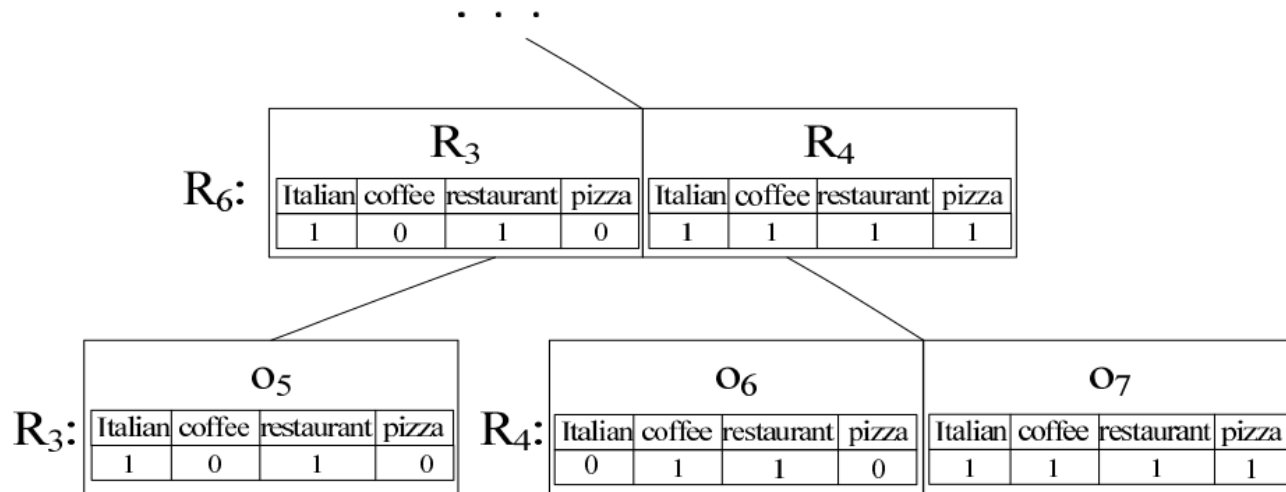 . . .
R₃ R₄
R₆: Italian coffee restaurant pizza Italian coffee restaurant pizza
1 0 1 0 1 1 1 1
o₅ o₆ o₇
R₃: Italian coffee restaurant pizza R₄: Italian coffee restaurant pizza Italian coffee restaurant pizza
1 0 1 0 0 1 1 0 1 1 1 1